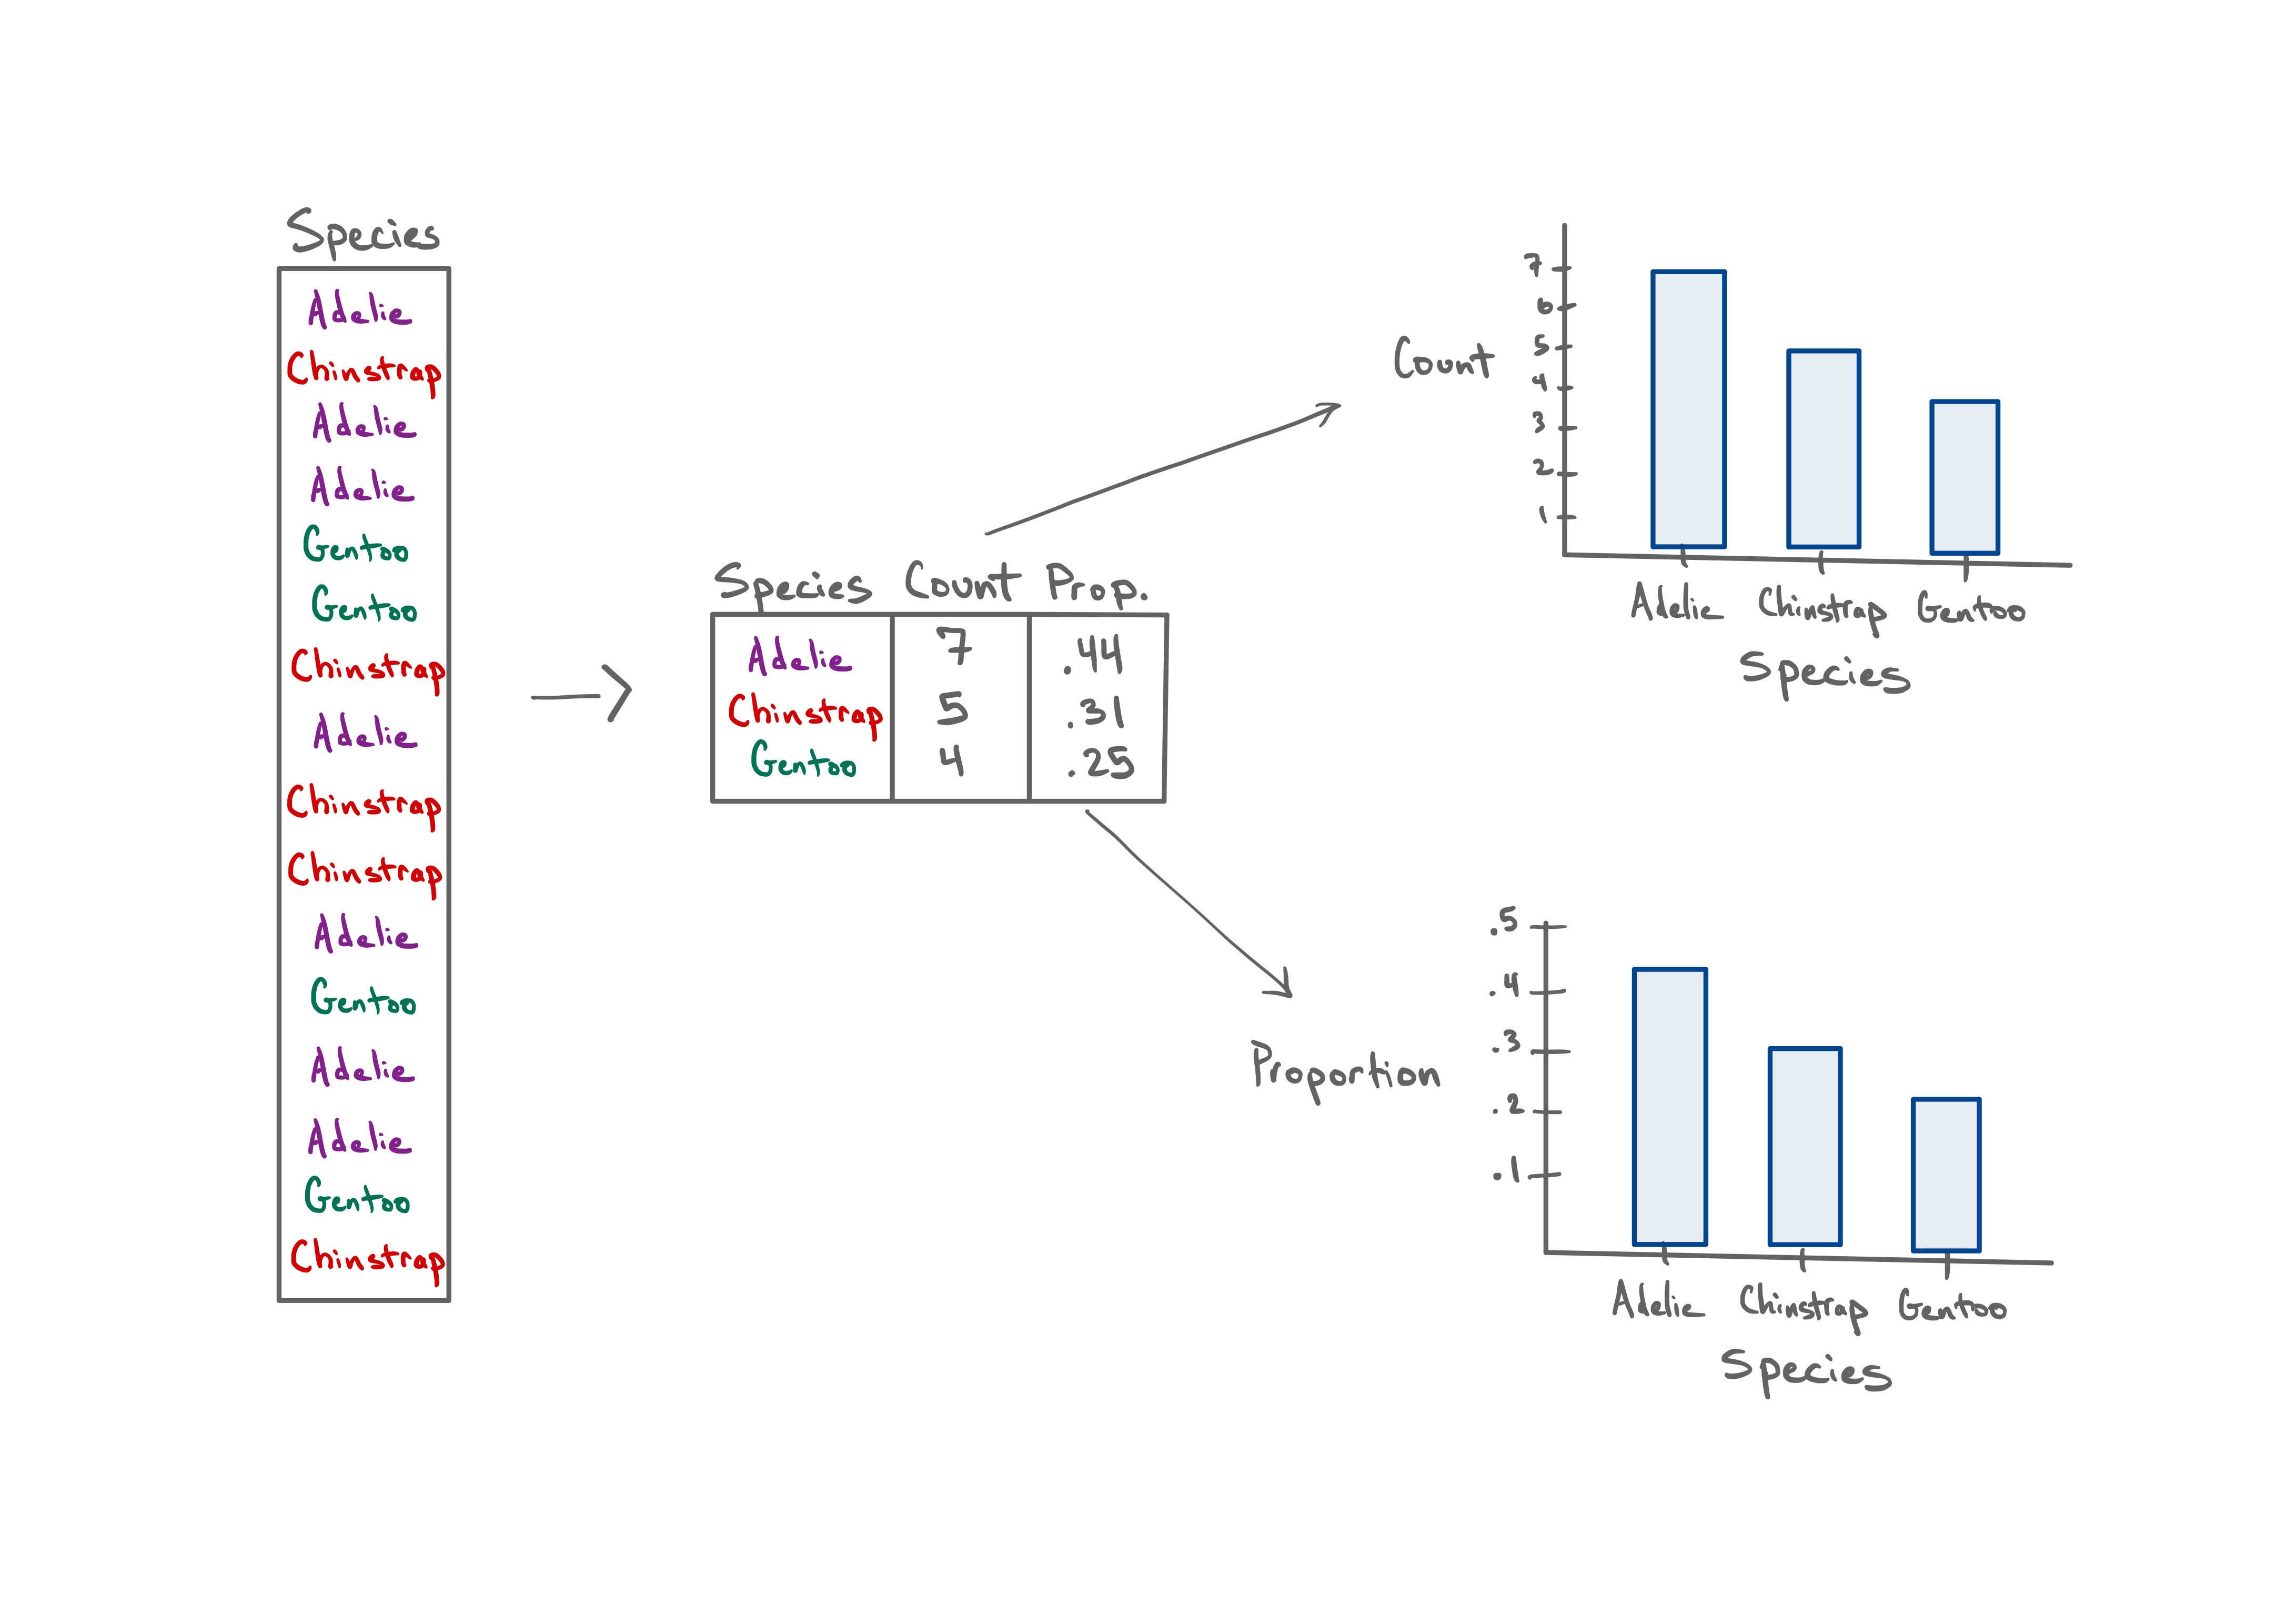 Species
Adelie
Chinstrap
Adelie
Adelie
Gentoo
Gentoo
Chinstrap
Adelie
Chinstrap
Chinstrap
Adelie
Gentoo
Adelie
Adelie
Gentoo
Chinstrap
Species Count Prop.
Adelie 7 .44
Chinstrap 5 .31
Gentoo 4 .25
Count
7
6
5
4
3
2
1
Adelie Chinstrap Gentoo
Species
Proportion
.5
.4
.3
.2
.1
Adelie Chinstrap Gentoo
Species